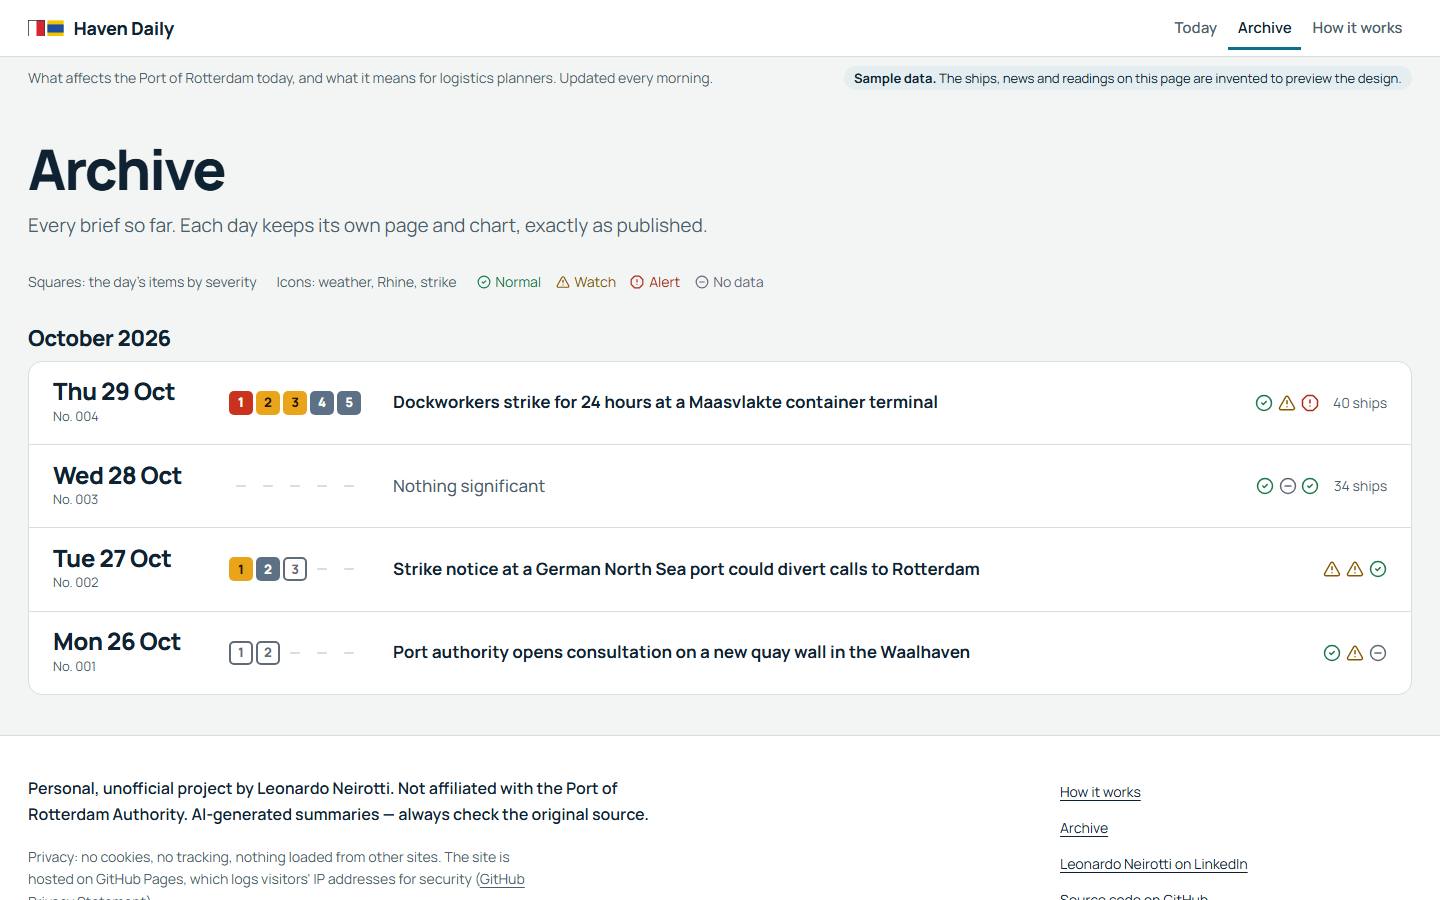 Haven Daily
Today Archive How it works
What affects the Port of Rotterdam today, and what it means for logistics planners. Updated every morning.
Sample data. The ships, news and readings on this page are invented to preview the design.
Archive
Every brief so far. Each day keeps its own page and chart, exactly as published.
Squares: the day's items by severity Icons: weather, Rhine, strike Normal Watch Alert No data
October 2026
Thu 29 Oct
No. 004
1 2 3 4 5
Dockworkers strike for 24 hours at a Maasvlakte container terminal
40 ships
Wed 28 Oct
No. 003
– – – – –
Nothing significant
34 ships
Tue 27 Oct
No. 002
1 2 3 – –
Strike notice at a German North Sea port could divert calls to Rotterdam
Mon 26 Oct
No. 001
1 2 – – –
Port authority opens consultation on a new quay wall in the Waalhaven
Personal, unofficial project by Leonardo Neirotti. Not affiliated with the Port of
Rotterdam Authority. AI-generated summaries — always check the original source.
Privacy: no cookies, no tracking, nothing loaded from other sites. The site is
hosted on GitHub Pages, which logs visitors' IP addresses for security (GitHub
Privacy Statement)
How it works
Archive
Leonardo Neirotti on LinkedIn
Source code on GitHub